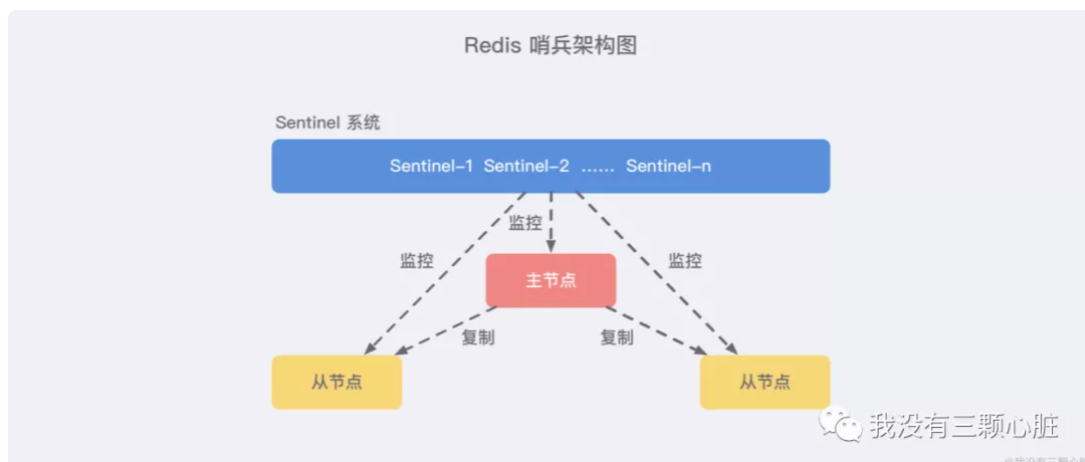 Redis 哨兵架构图
Sentinel 系统
Sentinel-1 Sentinel-2 …… Sentinel-n
监控
监控
监控
主节点
复制
复制
从节点
从节点
我没有三颗心脏